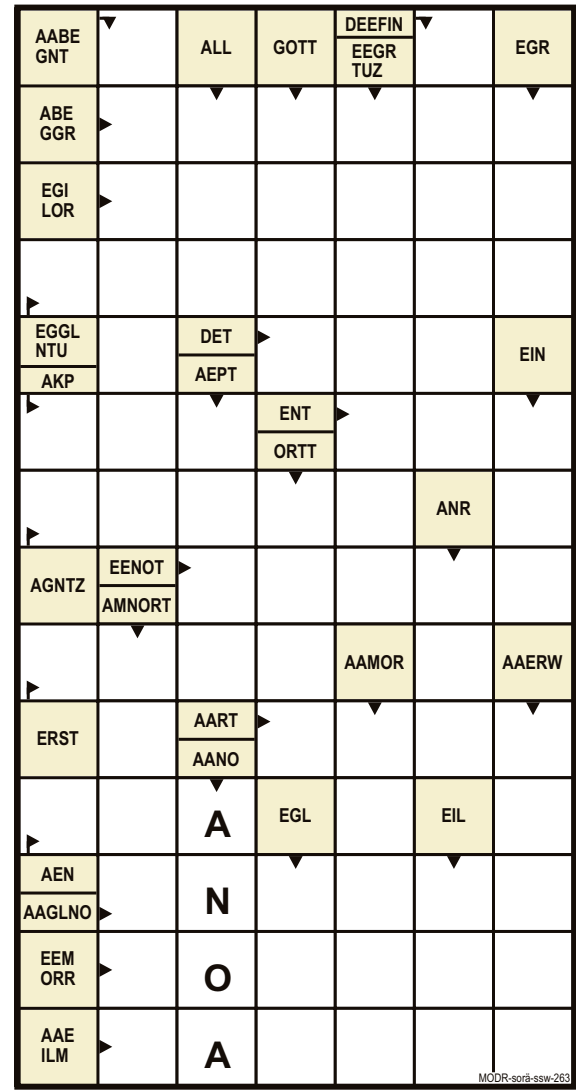 AABE
GNT
ALL
GOTT
DEEFIN
EEGR
TUZ
EGR
ABE
GGR
EGI
LOR
EGGL
NTU
AKP
DET
AEPT
EIN
ENT
ORTT
ANR
AGNTZ
EENOT
AMNORT
AAMOR
AAERW
ERST
AART
AANO
A
EGL
EIL
AEN
AAGLNO
N
EEM
ORR
O
AAE
ILM
A
MODR-sorä-ssw-263